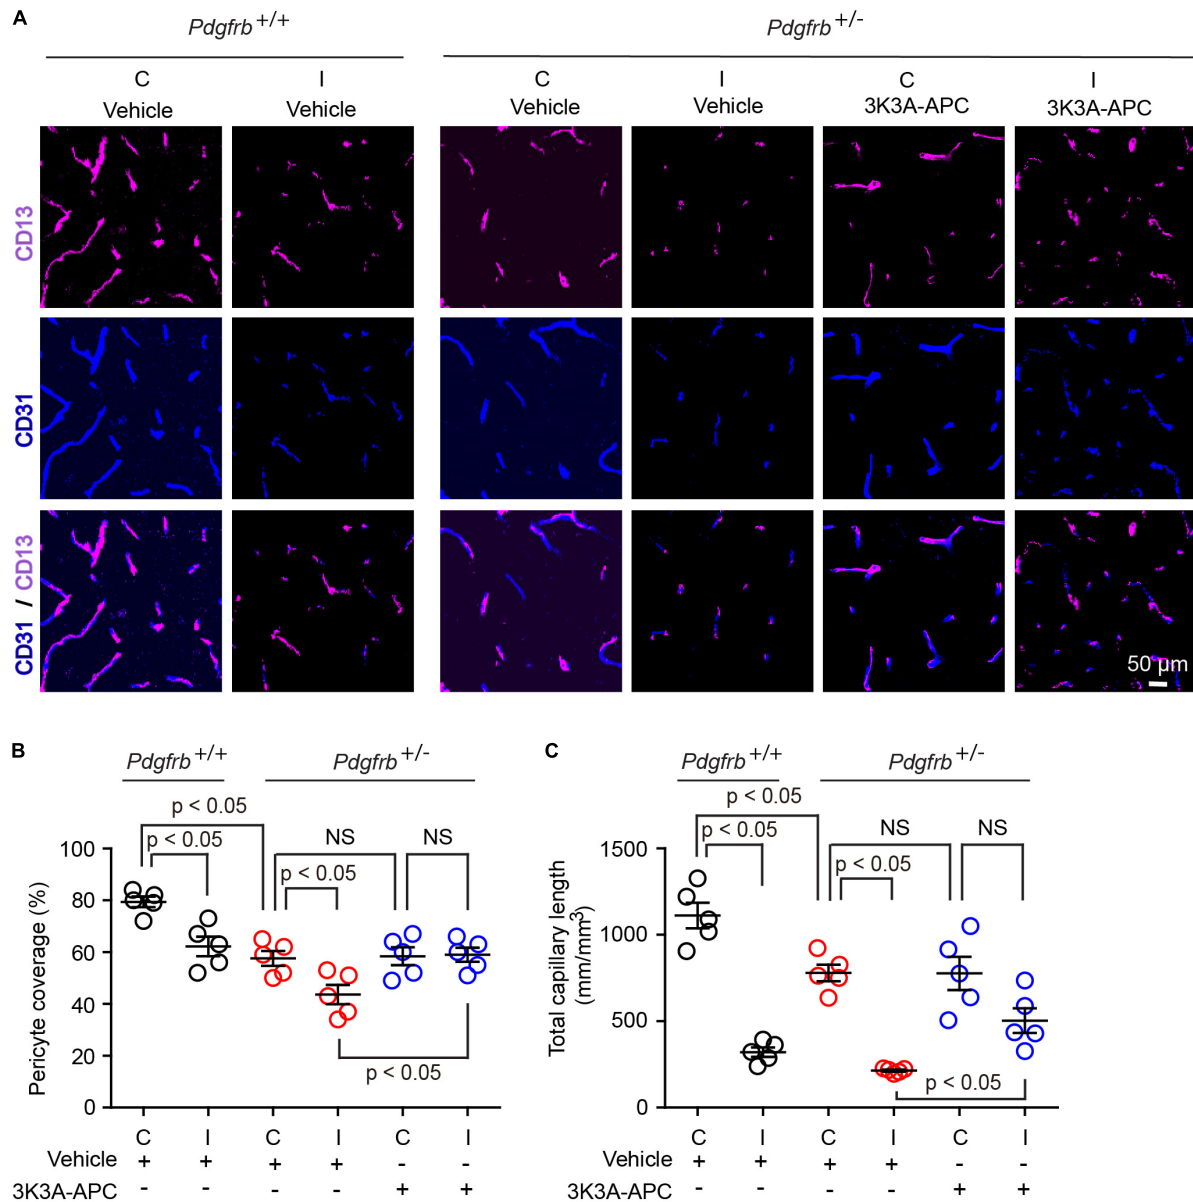 A
Pdgfrb +/+ Pdgfrb +/-
C I C I C I
Vehicle Vehicle Vehicle Vehicle 3K3A-APC 3K3A-APC
CD13
CD31
CD31 / CD13
50 µm
B
Pdgfrb +/+ Pdgfrb +/-
p < 0.05
p < 0.05 NS NS
p < 0.05
p < 0.05
Pericyte coverage (%)
100
80
60
40
20
0
C I C I C I
Vehicle + + + + - -
3K3A-APC - - - - + +
C
Pdgfrb +/+ Pdgfrb +/-
p < 0.05
p < 0.05 NS NS
p < 0.05
p < 0.05
Total capillary length
(mm/mm³)
1500
1000
500
0
C I C I C I
Vehicle + + + + - -
3K3A-APC - - - - + +